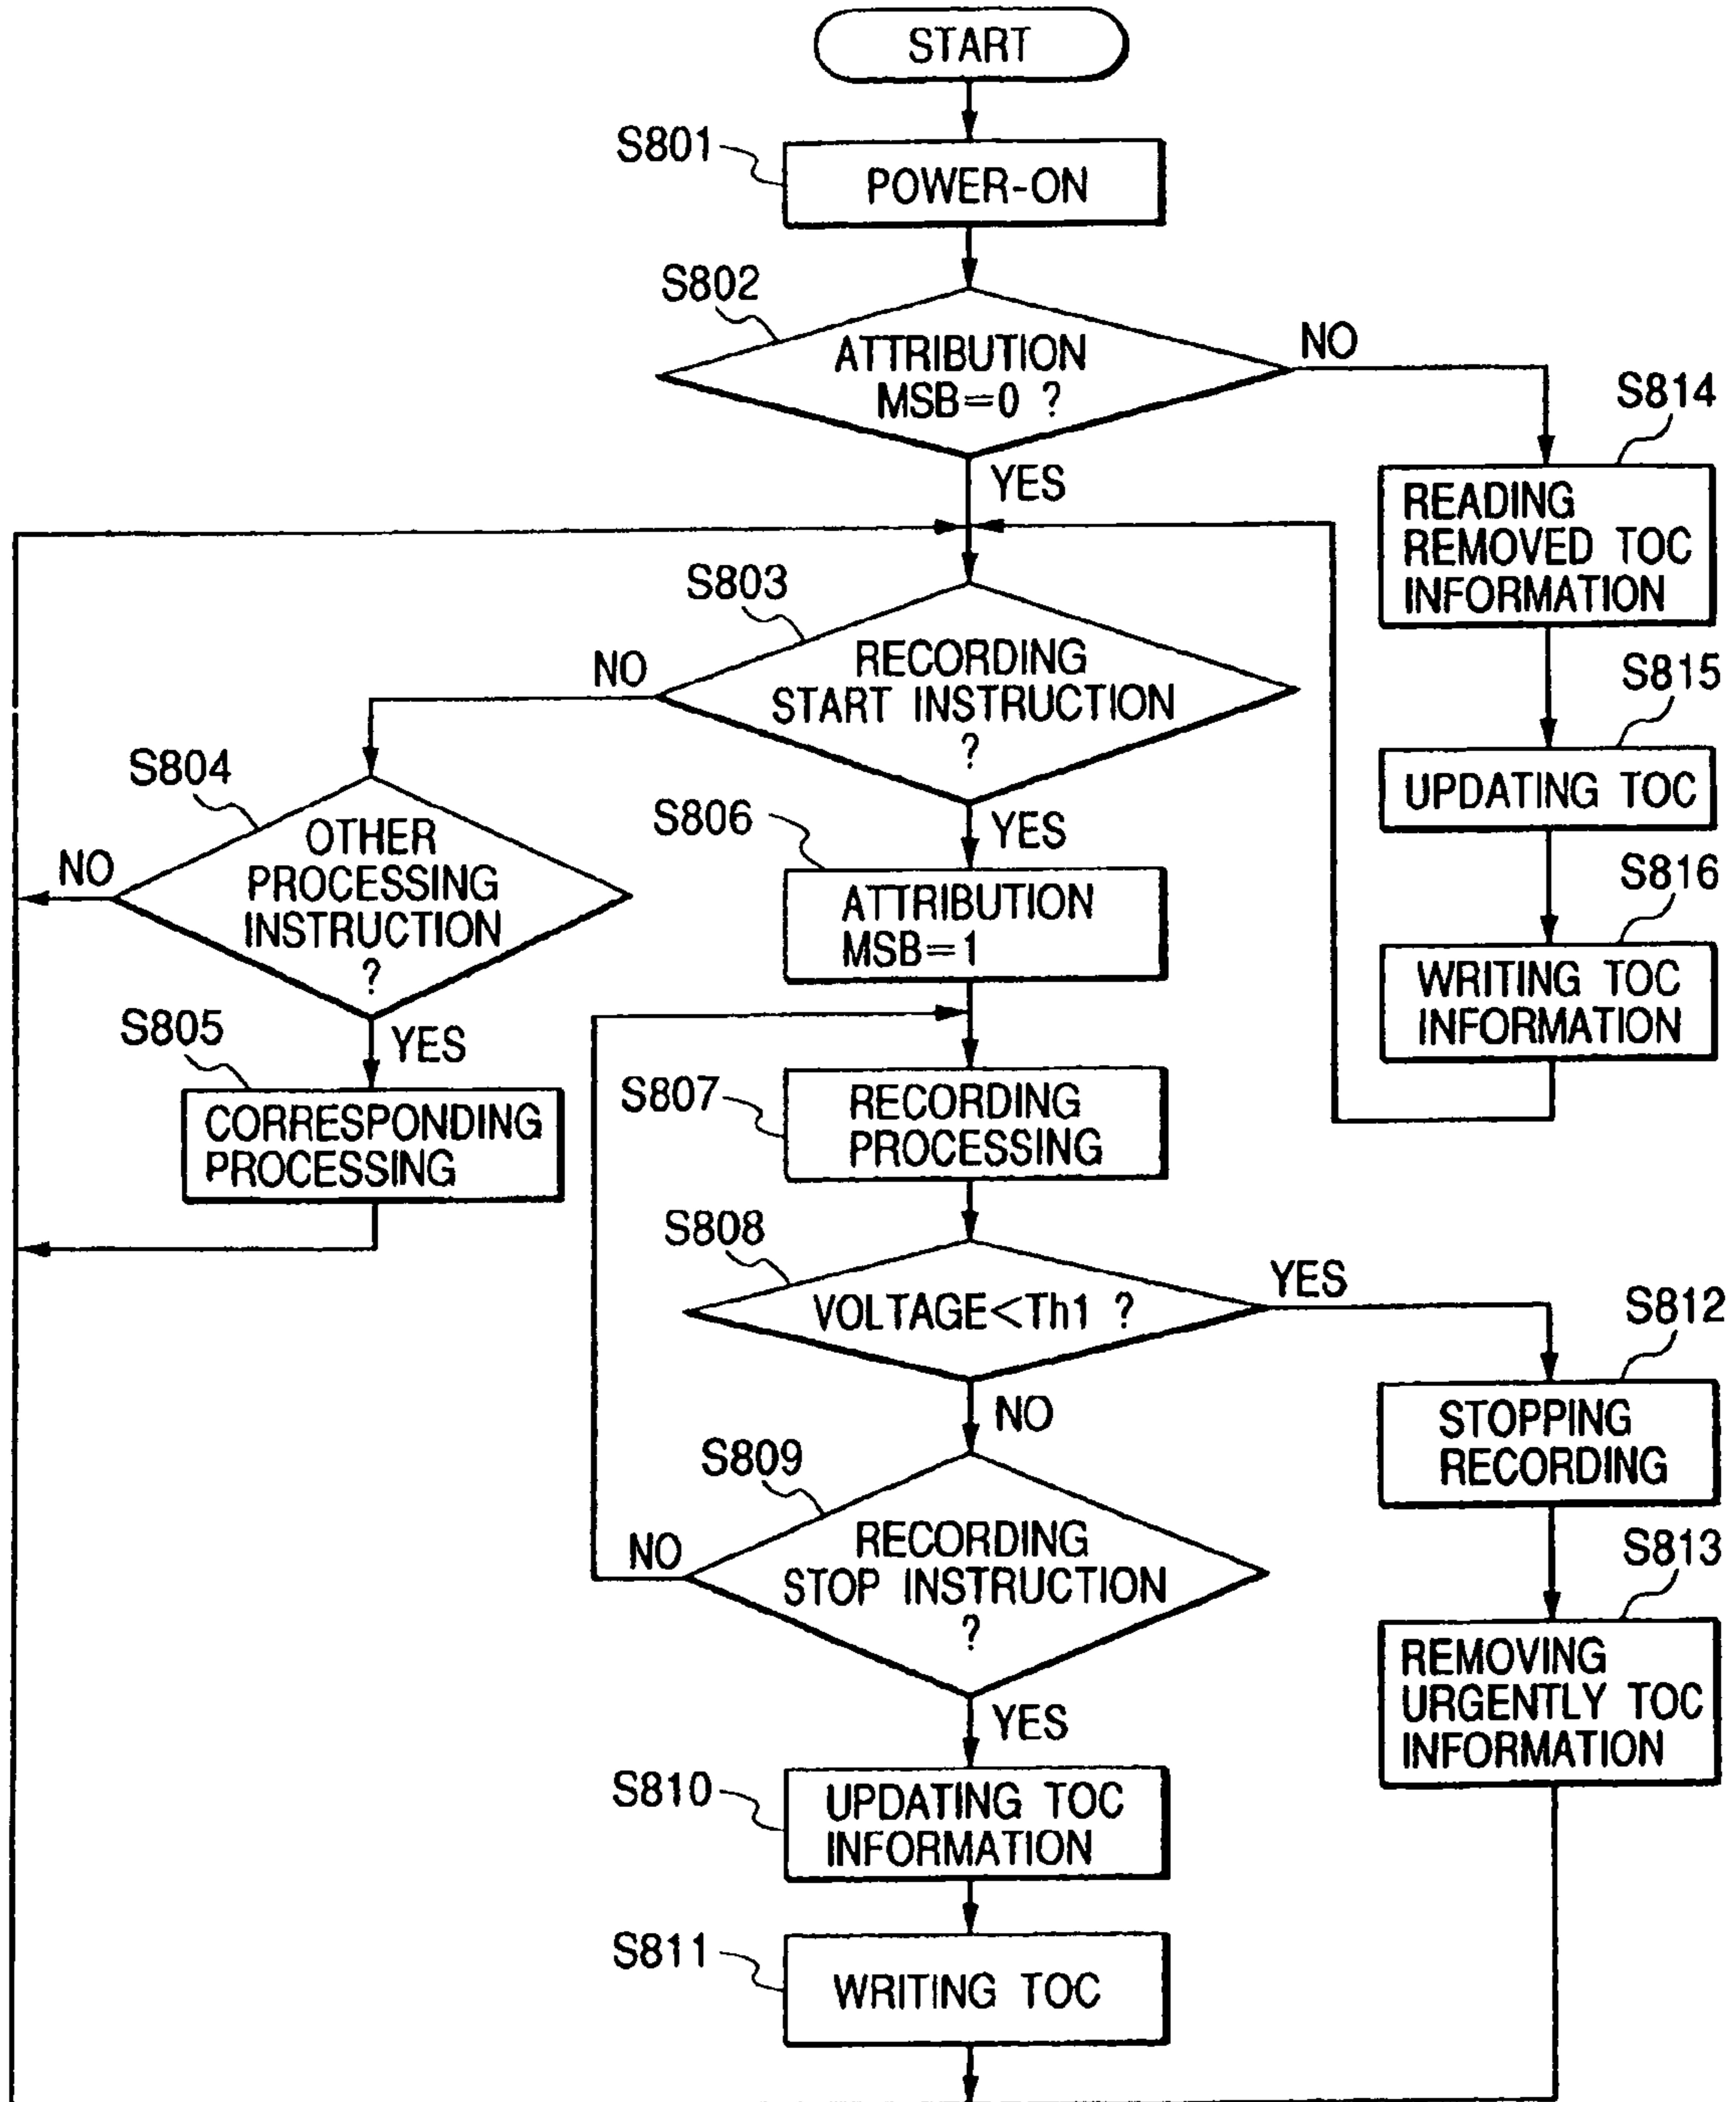 START
S801
POWER-ON
S802
ATTRIBUTION
MSB=0 ?
NO
YES
S814
READING
REMOVED TOC
INFORMATION
S803
RECORDING
START INSTRUCTION
?
NO
YES
S815
UPDATING TOC
S804
OTHER
PROCESSING
INSTRUCTION
?
NO
YES
S806
ATTRIBUTION
MSB=1
S816
WRITING TOC
INFORMATION
S805
CORRESPONDING
PROCESSING
S807
RECORDING
PROCESSING
S808
VOLTAGE<Th1 ?
YES
NO
S812
STOPPING
RECORDING
S809
RECORDING
STOP INSTRUCTION
?
NO
YES
S813
REMOVING
URGENTLY TOC
INFORMATION
S810
UPDATING TOC
INFORMATION
S811
WRITING TOC